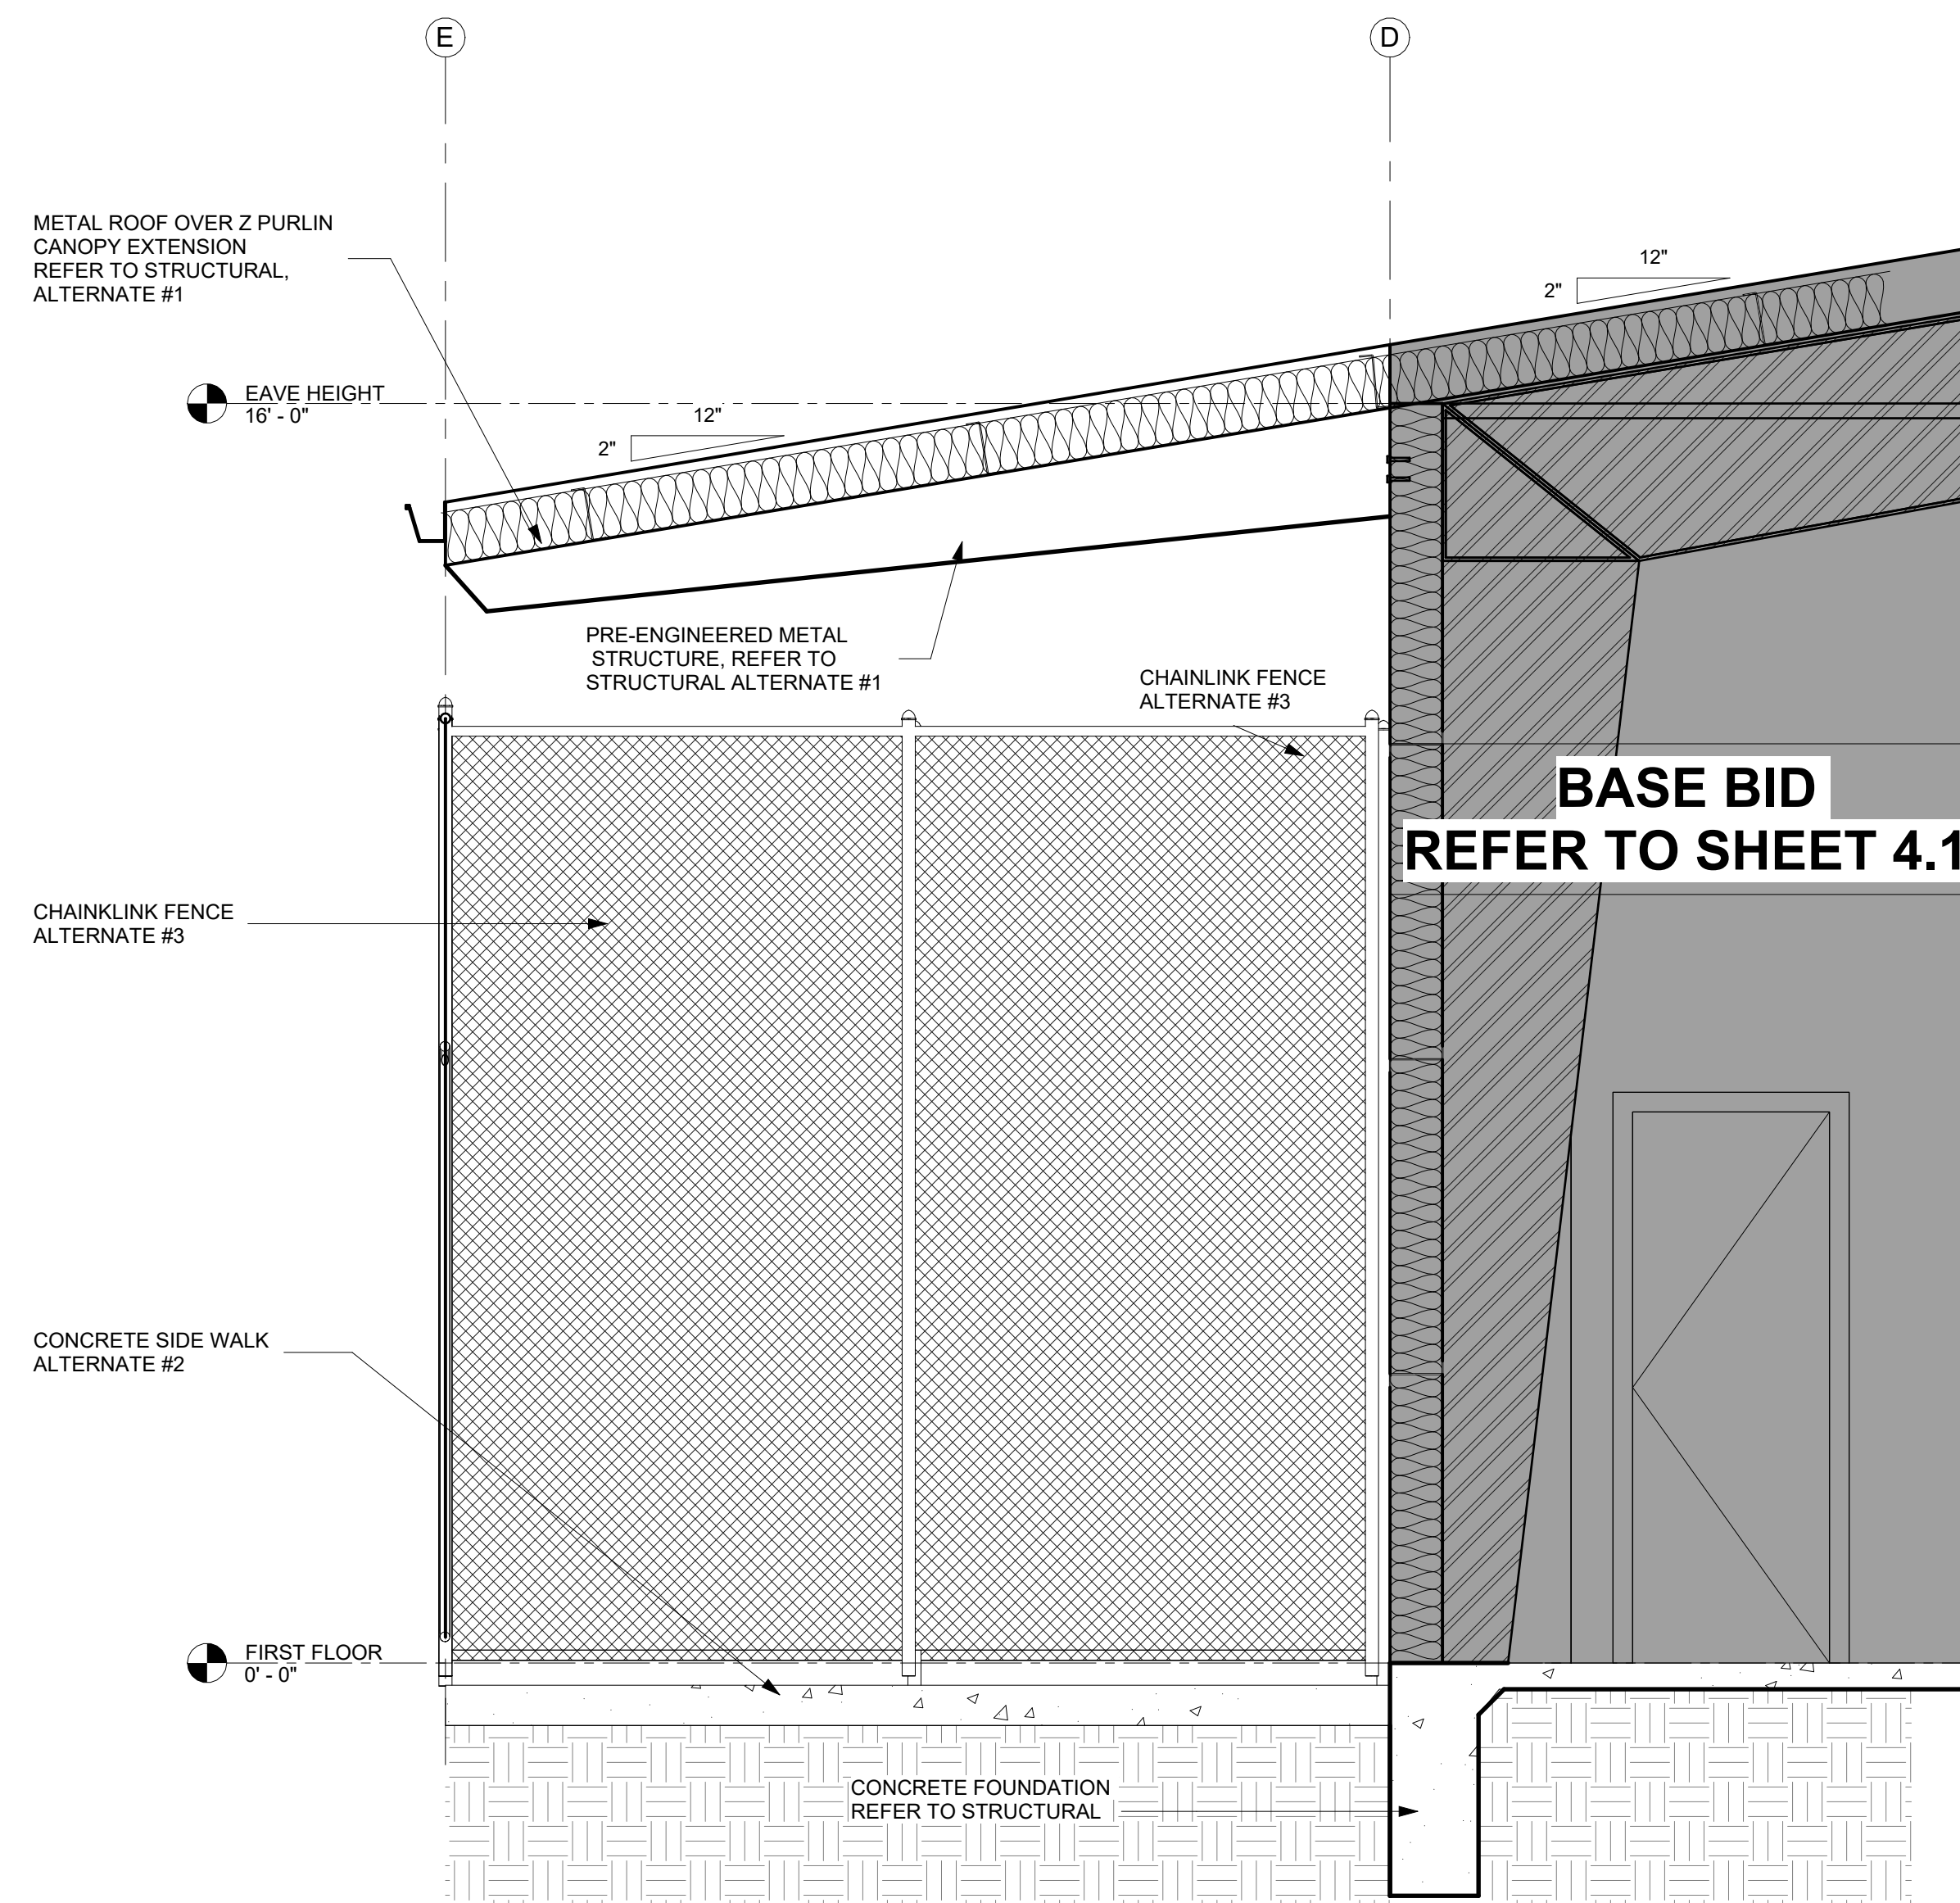 E
D
METAL ROOF OVER Z PURLIN
CANOPY EXTENSION
REFER TO STRUCTURAL,
ALTERNATE #1
12"
2"
EAVE HEIGHT
16' - 0"
12"
2"
PRE-ENGINEERED METAL
STRUCTURE, REFER TO
STRUCTURAL ALTERNATE #1
CHAINLINK FENCE
ALTERNATE #3
BASE BID
REFER TO SHEET 4.1
CHAINKLINK FENCE
ALTERNATE #3
CONCRETE SIDE WALK
ALTERNATE #2
FIRST FLOOR
0' - 0"
CONCRETE FOUNDATION
REFER TO STRUCTURAL